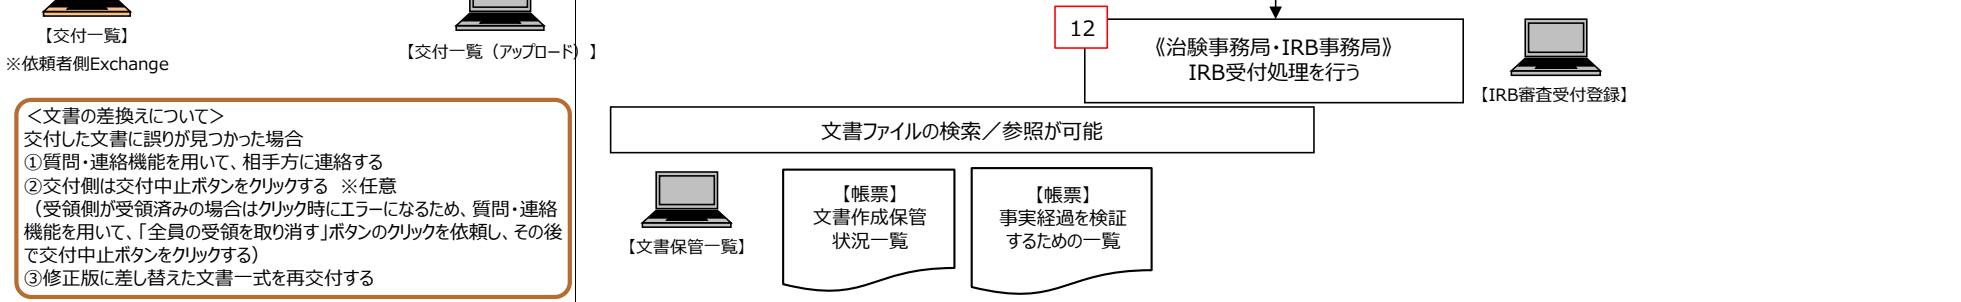 【交付一覧】
※依頼者側Exchange
【交付一覧（アップロード）】
＜文書の差換えについて＞
交付した文書に誤りが見つかった場合
①質問・連絡機能を用いて、相手方に連絡する
②交付側は交付中止ボタンをクリックする　※任意
（受領側が受領済みの場合はクリック時にエラーになるため、質問・連絡
機能を用いて、「全員の受領を取り消す」ボタンのクリックを依頼し、その後
で交付中止ボタンをクリックする）
③修正版に差し替えた文書一式を再交付する
12
《治験事務局・IRB事務局》
IRB受付処理を行う
【IRB審査受付登録】
文書ファイルの検索／参照が可能
【文書保管一覧】
【帳票】
文書作成保管
状況一覧
【帳票】
事実経過を検証
するための一覧